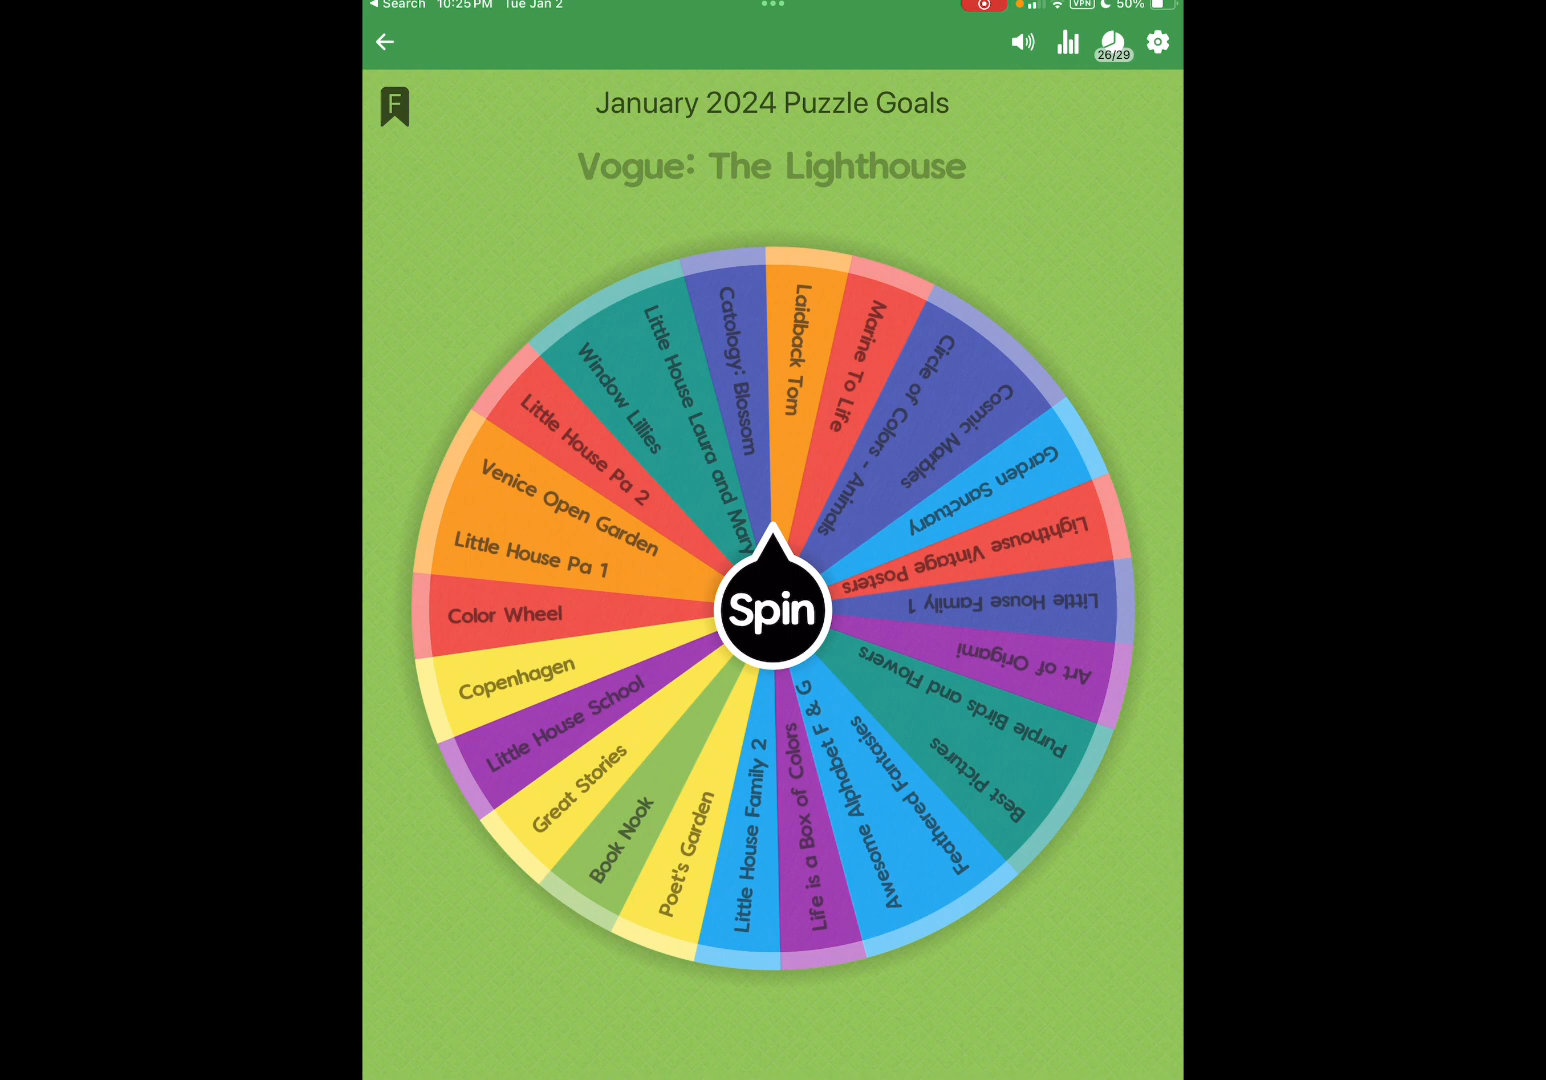 Search 10:25 PM Tue Jan 2
VPN 50%
26/29
F
January 2024 Puzzle Goals
Vogue: The Lighthouse
Laidback Tom
Marine To Life
Circle of Colors - Animals
Cosmic Marbles
Garden Sanctuary
Lighthouse Vintage Posters
Little House Family 1
Art of Origami
Purple Birds and Flowers
Best Pictures
Feathered Fantasies
Awesome Alphabet F & G
Life is a Box of Colors
Little House Family 2
Poet's Garden
Book Nook
Great Stories
Little House School
Copenhagen
Color Wheel
Little House Pa 1
Venice Open Garden
Little House Pa 2
Window Lillies
Little House Laura and Mary
Catology: Blossom
Spin